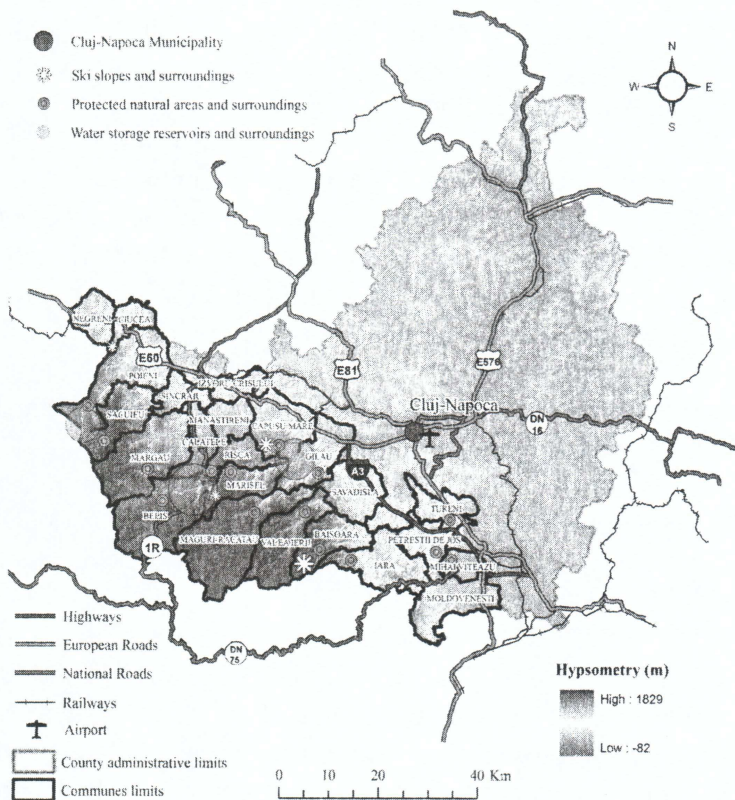 Cluj-Napoca Municipality
Ski slopes and surroundings
Protected natural areas and surroundings
Water storage reservoirs and surroundings
N
W E
S
NEGRENI CIUCEA
POIENI
E60
E81
E576
IZVORU CRISULUI
SINCRAIU
SAGUIEU
MANASTIRENI
CAPUSU MARE
Cluj-Napoca
DN
16
CALATELE
MARGAU
RISCA
GILAU
MARISEL
A3
SAVADISLA
BELIS
TURENI
1R
MAGURI-RACATAU
VALEA IERII
BAISOARA
PETRESTII DE JOS
IARA
MIHAI VITEAZU
MOLDOVENESTI
DN
75
Highways
European Roads
National Roads
Railways
Airport
County administrative limits
Communes limits
Hypsometry (m)
High : 1829
Low : -82
0 10 20 40 Km